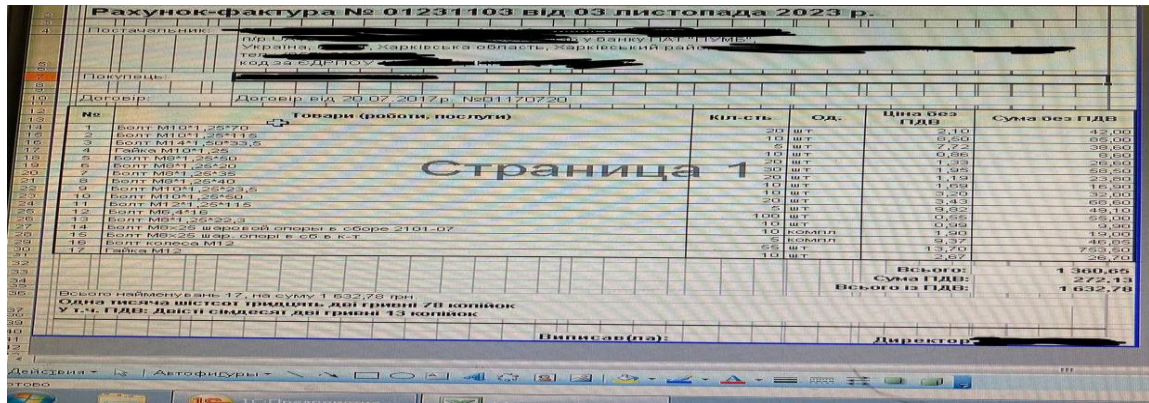 Рахунок-фактура № 01231103 від 03 листопада 2023 р.
Постачальник:
п/р у банку ПАТ "ПУМБ",
Україна, Харківська область, Харківський
тел
код за ЄДРПОУ
Покупець:
Договір: Договір від 20.07.2017р. №01170720
№ Товари (роботи, послуги) Кіл-сть Од. Ціна без ПДВ Сума без ПДВ
1 Болт М10*1,25*70 20 шт 2,10 42,00
2 Болт М10*1,25*115 10 шт 8,50 85,00
3 Болт М14*1,50*33,5 5 шт 7,72 38,60
4 Гайка М10*1,25 10 шт 0,86 8,60
5 Болт М8*1,25*50 20 шт 1,33 26,60
6 Болт М8*1,25*20 30 шт 1,95 58,50
7 Болт М8*1,25*35 20 шт 1,19 23,80
8 Болт М8*1,25*40 10 шт 1,69 16,90
9 Болт М10*1,25*23,5 10 шт 3,20 32,00
10 Болт М10*1,25*50 20 шт 3,43 68,60
11 Болт М12*1,25*115 5 шт 9,82 49,10
12 Болт М6,4*16 100 шт 0,55 55,00
13 Болт М8*1,25*22,3 10 шт 0,99 9,90
14 Болт М8×25 шаровой опоры в сборе 2101-07 10 компл 1,90 19,00
15 Болт М8×25 шар. опорі в сб в к-т 5 компл 9,37 46,85
16 Болт колеса М12 55 шт 13,70 753,50
17 Гайка М12 10 шт 2,67 26,70
Страница 1
Всього: 1 360,65
Сума ПДВ: 272,13
Всього із ПДВ: 1 632,78
Всього найменувань 17, на суму 1 632,78 грн.
Одна тисяча шістсот тридцять дві гривні 78 копійок
У т.ч. ПДВ: Двісті сімдесят дві гривні 13 копійок
Виписав(ла): Директор
Действия Автофигуры